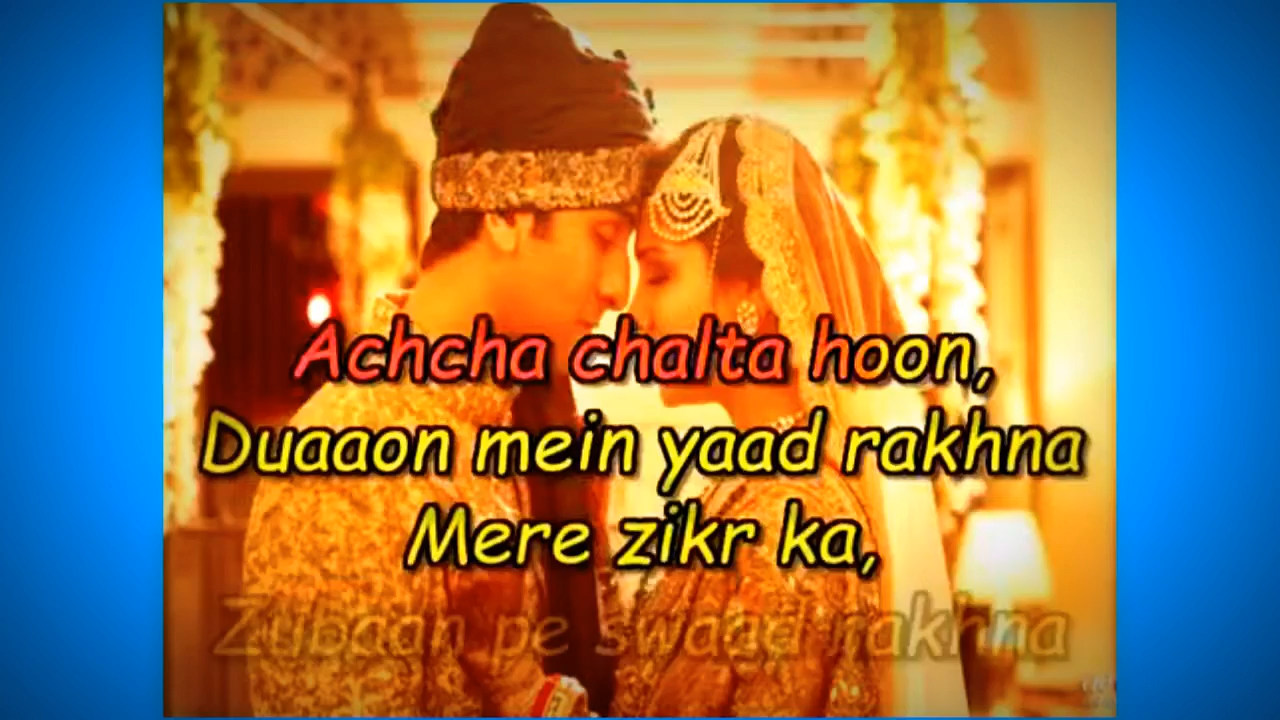 Achcha chalta hoon,
Duaaon mein yaad rakhna
Mere zikr ka,
Zubaan pe swaad rakhna